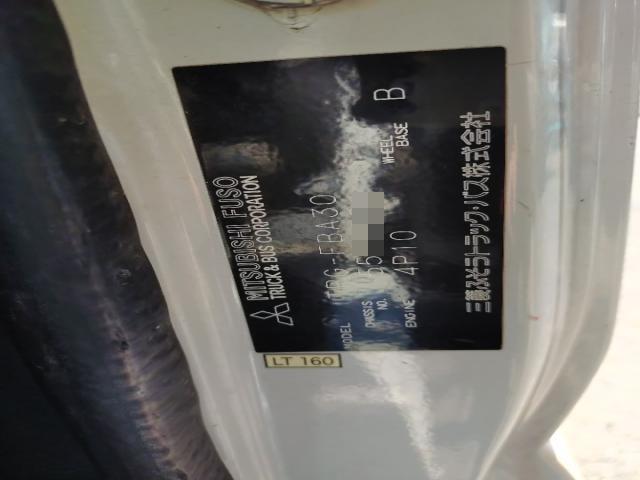 MITSUBISHI FUSO
TRUCK & BUS CORPORATION
MODEL
-FBA30
CHASSIS NO.
ENGINE 4P10
WHEEL BASE B
三菱ふそうトラック・バス株式会社
LT 160